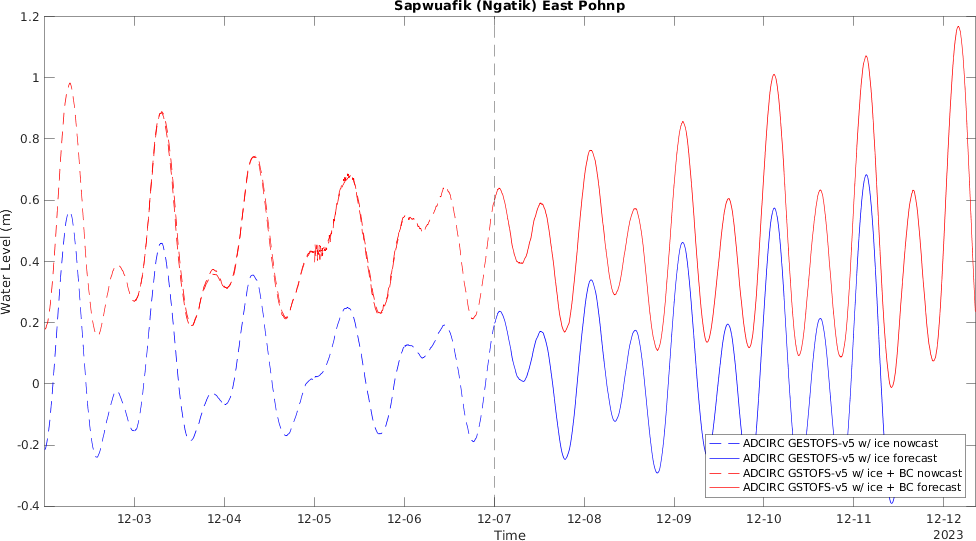 Sapwuafik (Ngatik) East Pohnp
1.2
1
0.8
0.6
0.4
0.2
0
-0.2
-0.4
Water Level (m)
ADCIRC GESTOFS-v5 w/ ice nowcast
ADCIRC GESTOFS-v5 w/ ice forecast
ADCIRC GSTOFS-v5 w/ ice + BC nowcast
ADCIRC GSTOFS-v5 w/ ice + BC forecast
12-03 12-04 12-05 12-06 12-07 12-08 12-09 12-10 12-11 12-12
Time 2023